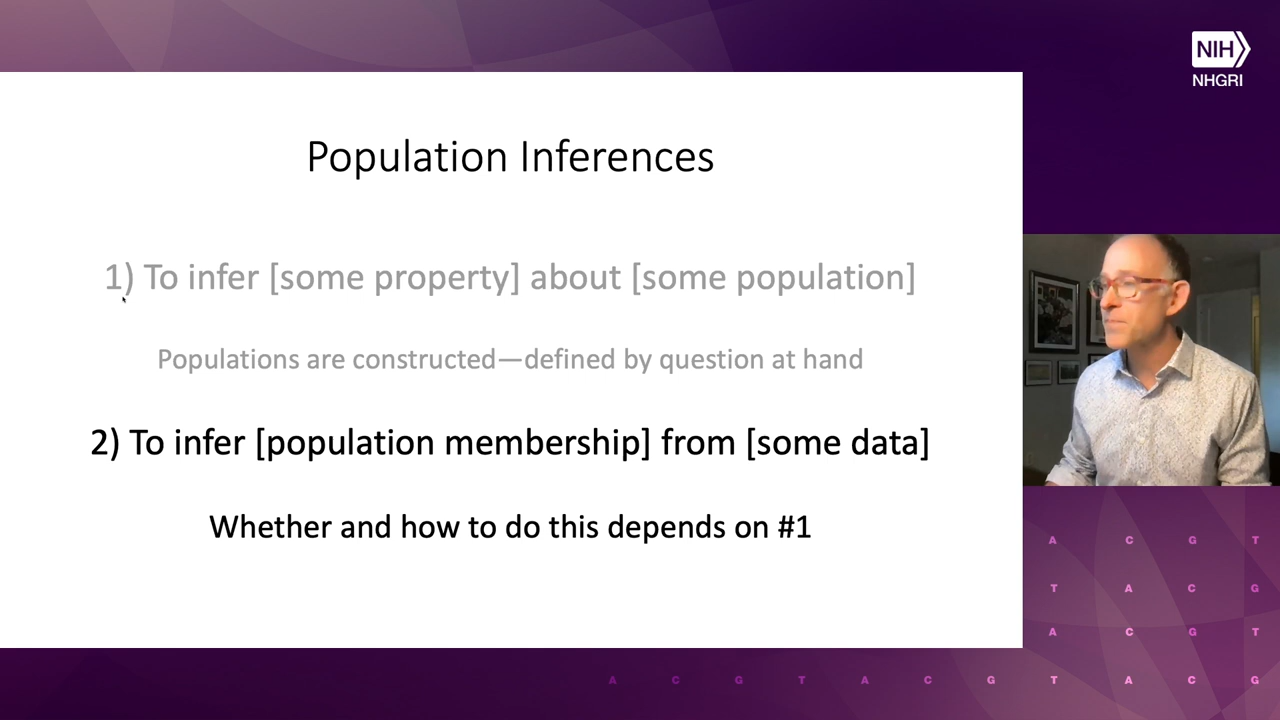 NIH
NHGRI
Population Inferences
1) To infer [some property] about [some population]
Populations are constructed—defined by question at hand
2) To infer [population membership] from [some data]
Whether and how to do this depends on #1
A C G T
T A C G
A C G T
A C G T A C G T A C G